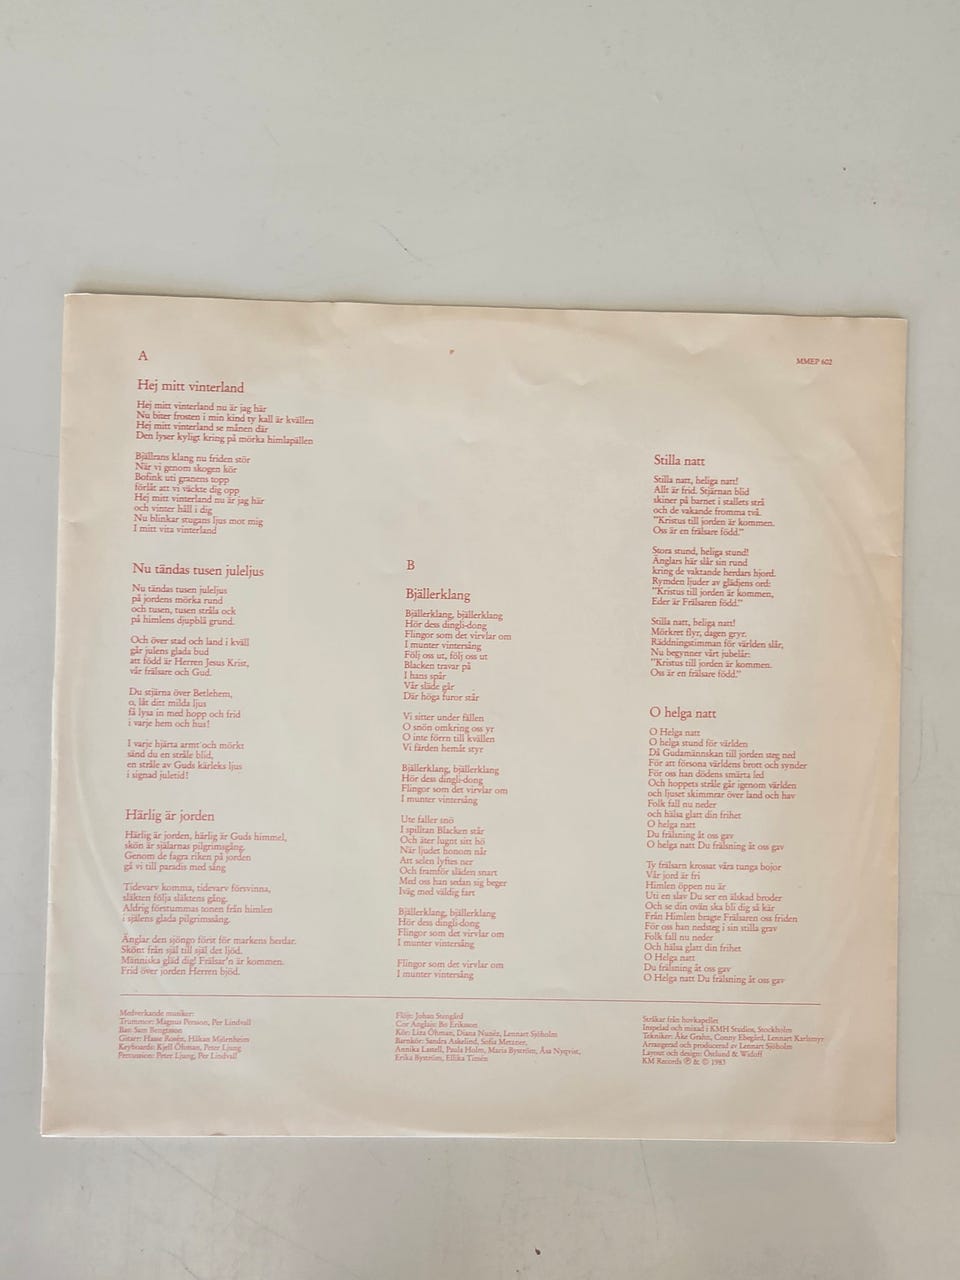 A
Hej mitt vinterland
Hej mitt vinterland nu är jag här
Nu biter frosten i min kind ty kall är kvällen
Hej mitt vinterland se månen där
Den lyser kyligt kring på mörka himlapällen
Bjällrans klang nu friden stör
När vi genom skogen kör
Bofink uti granens topp
förlåt att vi väckte dig opp
Hej mitt vinterland nu är jag här
och vinter håll i dig
Nu blinkar stugans ljus mot mig
I mitt vita vinterland
Nu tändas tusen juleljus
Nu tändas tusen juleljus
på jordens mörka rund
och tusen, tusen stråla ock
på himlens djupblå grund.
Och över stad och land i kväll
går julens glada bud
att född är Herren Jesus Krist,
vår frälsare och Gud.
Du stjärna över Betlehem,
o, låt ditt milda ljus
få lysa in med hopp och frid
i varje hem och hus!
I varje hjärta armt och mörkt
sänd du en stråle blid,
en stråle av Guds kärleks ljus
i signad juletid!
Härlig är jorden
Härlig är jorden, härlig är Guds himmel,
skön är själarnas pilgrimsgång.
Genom de fagra riken på jorden
gå vi till paradis med sång
Tidevarv komma, tidevarv försvinna,
släkten följa släktens gång.
Aldrig förstummas tonen från himlen
i själens glada pilgrimssång.
Änglar den sjöngo först för markens herdar.
Skönt från själ till själ det ljöd.
Människa gläd dig! Frälsar'n är kommen.
Frid över jorden Herren bjöd.
B
Bjällerklang
Bjällerklang, bjällerklang
Hör dess dingli-dong
Flingor som det virvlar om
I munter vintersång
Följ oss ut, följ oss ut
Blacken travar på
I hans spår
Vår släde går
Där höga furor står
Vi sitter under fällen
O snön omkring oss yr
O inte förrn till kvällen
Vi färden hemåt styr
Bjällerklang, bjällerklang
Hör dess dingli-dong
Flingor som det virvlar om
I munter vintersång
Ute faller snö
I spiltan Blacken står
Och äter lugnt sitt hö
När ljudet honom når
Att selen lyftes ner
Och framför släden snart
Med oss han sedan sig beger
Iväg med väldig fart
Bjällerklang, bjällerklang
Hör dess dingli-dong
Flingor som det virvlar om
I munter vintersång
Flingor som det virvlar om
I munter vintersång
MMEP 602
Stilla natt
Stilla natt, heliga natt!
Allt är frid. Stjärnan blid
skiner på barnet i stallets strå
och de vakande fromma två.
"Kristus till jorden är kommen.
Oss är en frälsare född."
Stora stund, heliga stund!
Änglars här slår sin rund
kring de vaktande herdars hjord.
Rymden ljuder av glädjens ord:
"Kristus till jorden är kommen,
Eder är Frälsaren född."
Stilla natt, heliga natt!
Mörkret flyr, dagen gryr.
Räddningstimman för världen slår,
Nu begynner vårt jubelår:
"Kristus till jorden är kommen.
Oss är en frälsare född."
O helga natt
O Helga natt
O helga stund för världen
Då Gudamänniskan till jorden steg ned
För att försona världens brott och synder
För oss han dödens smärta led
Och hoppets stråle går igenom världen
och ljuset skimmrar över land och hav
Folk fall nu neder
och hälsa glatt din frihet
O helga natt
Du frälsning åt oss gav
O helga natt Du frälsning åt oss gav
Ty frälsarn krossat våra tunga bojor
Vår jord är fri
Himlen öppen nu är
Uti en slav Du ser en älskad broder
Och se din ovän ska bli dig så kär
Från Himlen bragte Frälsaren oss friden
För oss han nedsteg i sin stilla grav
Folk fall nu neder
Och hälsa glatt din frihet
O Helga natt
Du frälsning åt oss gav
O Helga natt Du frälsning åt oss gav
Medverkande musiker:
Trummor: Magnus Persson, Per Lindvall
Bas: Sam Bengtsson
Gitarr: Hasse Rosén, Håkan Mjörnheim
Keyboards: Kjell Öhman, Peter Ljung
Percussion: Peter Ljung, Per Lindvall
Flöjt: Johan Stengård
Cor Anglais: Bo Eriksson
Kör: Liza Öhman, Diana Nunéz, Lennart Sjöholm
Barnkör: Sandra Askelind, Sofia Metzner,
Annika Lassell, Paula Holm, Maria Byström, Åsa Nyqvist,
Erika Byström, Ellika Timén
Stråkar från hovkapellet
Inspelad och mixad i KMH Studios, Stockholm
Tekniker: Åke Grahn, Conny Ebegård, Lennart Karlsmyr
Arrangerad och producerad av Lennart Sjöholm
Layout och design: Östlund & Widoff
KM Records ℗ & © 1983